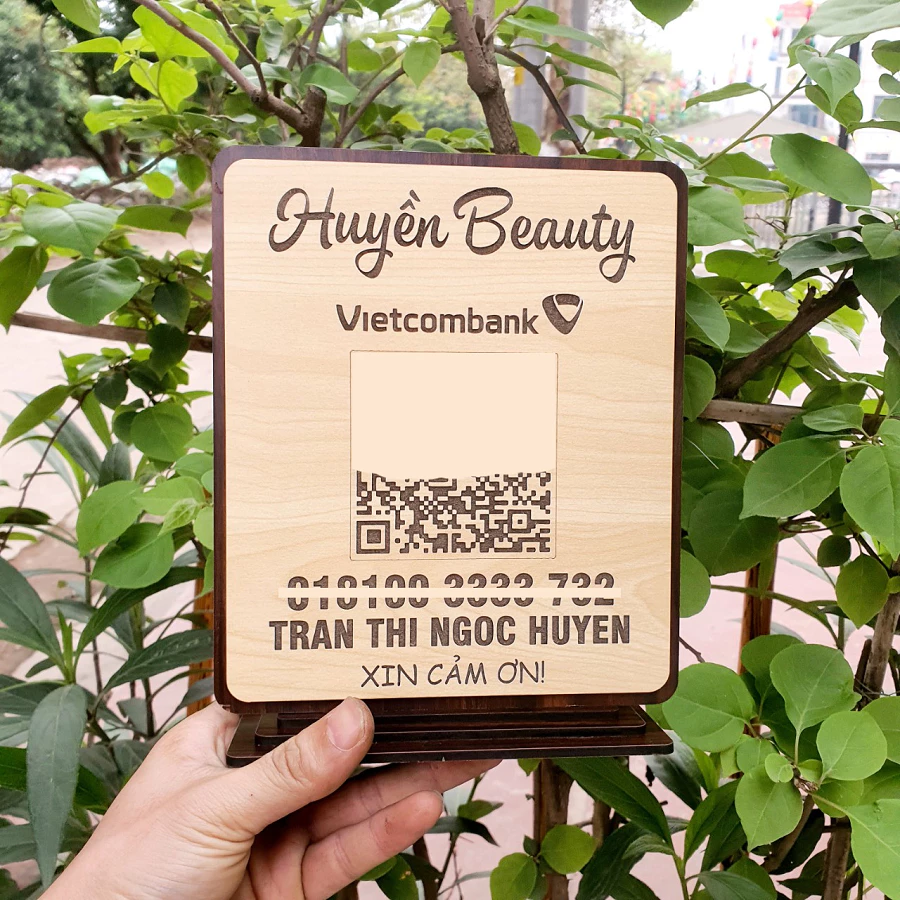 Huyền Beauty
Vietcombank
TRAN THI NGOC HUYEN
XIN CẢM ƠN!